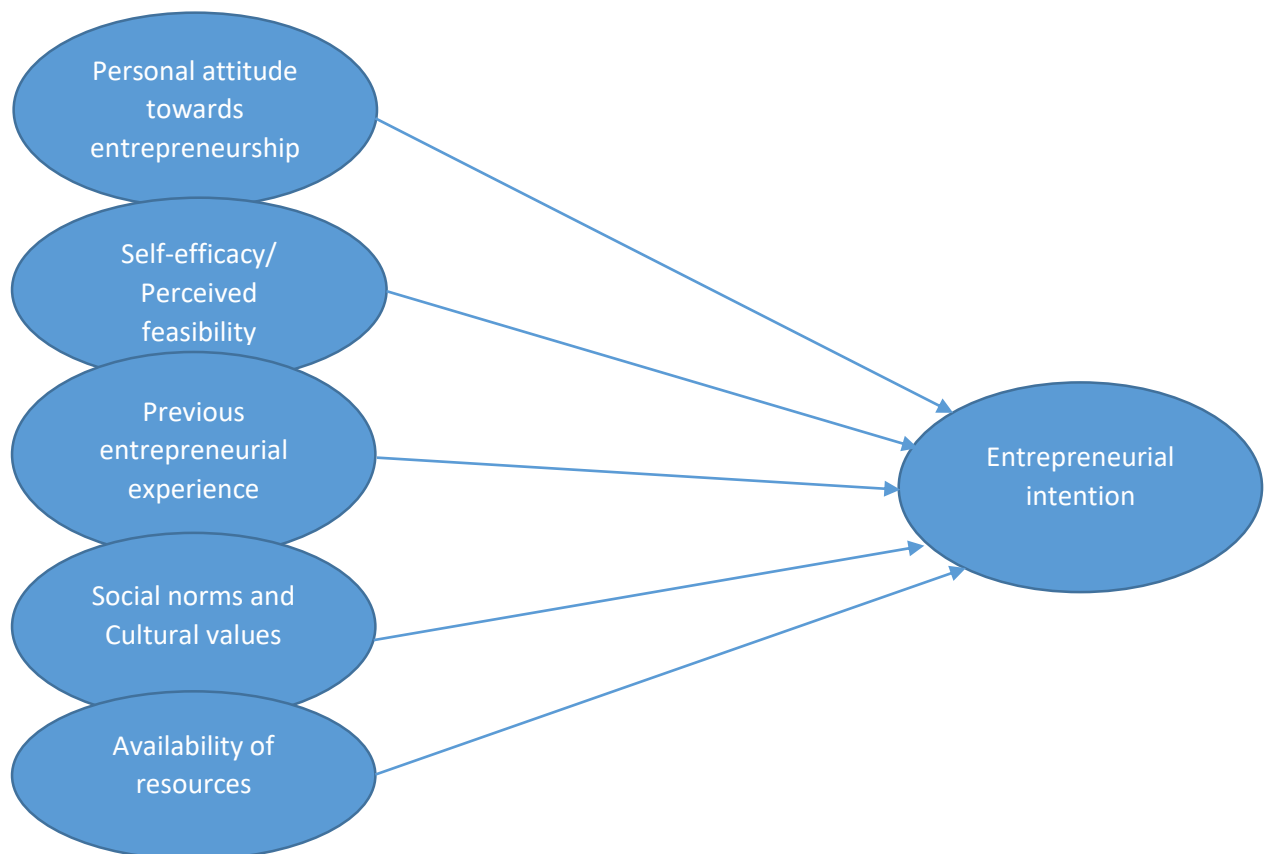 Personal attitude
towards
entrepreneurship
Self-efficacy/
Perceived
feasibility
Previous
entrepreneurial
experience
Social norms and
Cultural values
Availability of
resources
Entrepreneurial
intention